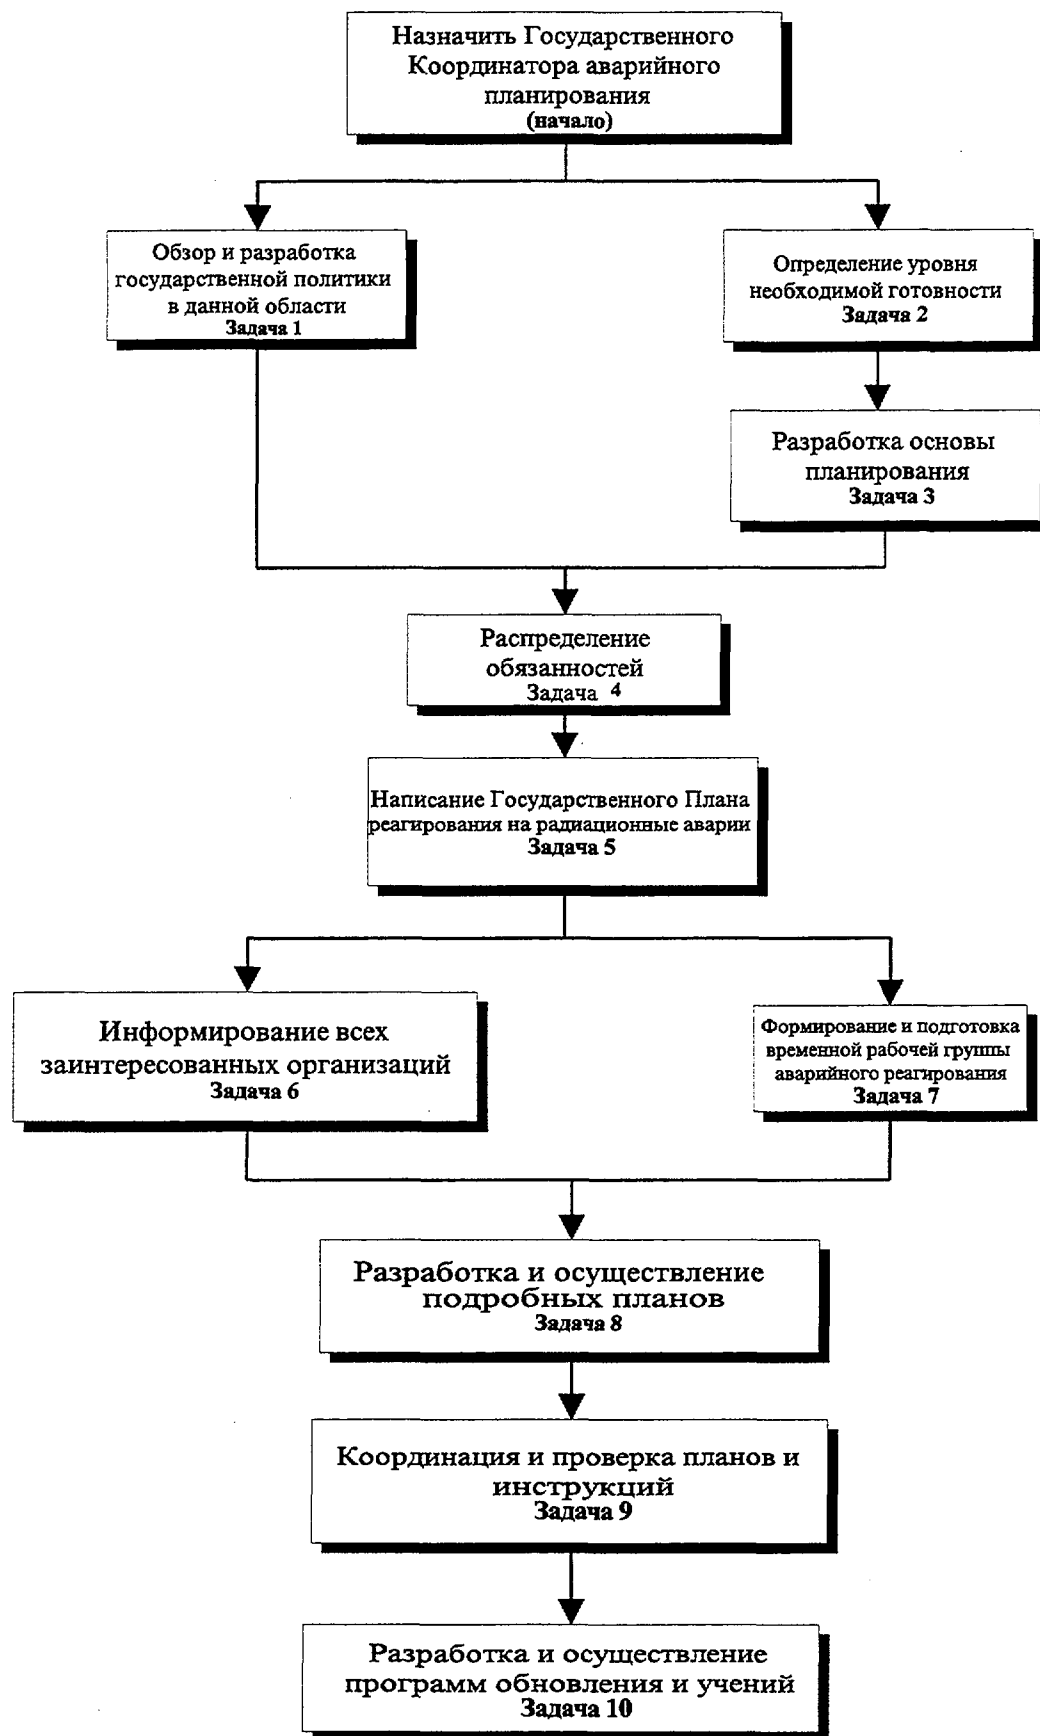 Назначить Государственного
Координатора аварийного
планирования
(начало)
Обзор и разработка
государственной политики
в данной области
Задача 1
Определение уровня
необходимой готовности
Задача 2
Разработка основы
планирования
Задача 3
Распределение
обязанностей
Задача 4
Написание Государственного Плана
реагирования на радиационные аварии
Задача 5
Информирование всех
заинтересованных организаций
Задача 6
Формирование и подготовка
временной рабочей группы
аварийного реагирования
Задача 7
Разработка и осуществление
подробных планов
Задача 8
Координация и проверка планов и
инструкций
Задача 9
Разработка и осуществление
программ обновления и учений
Задача 10